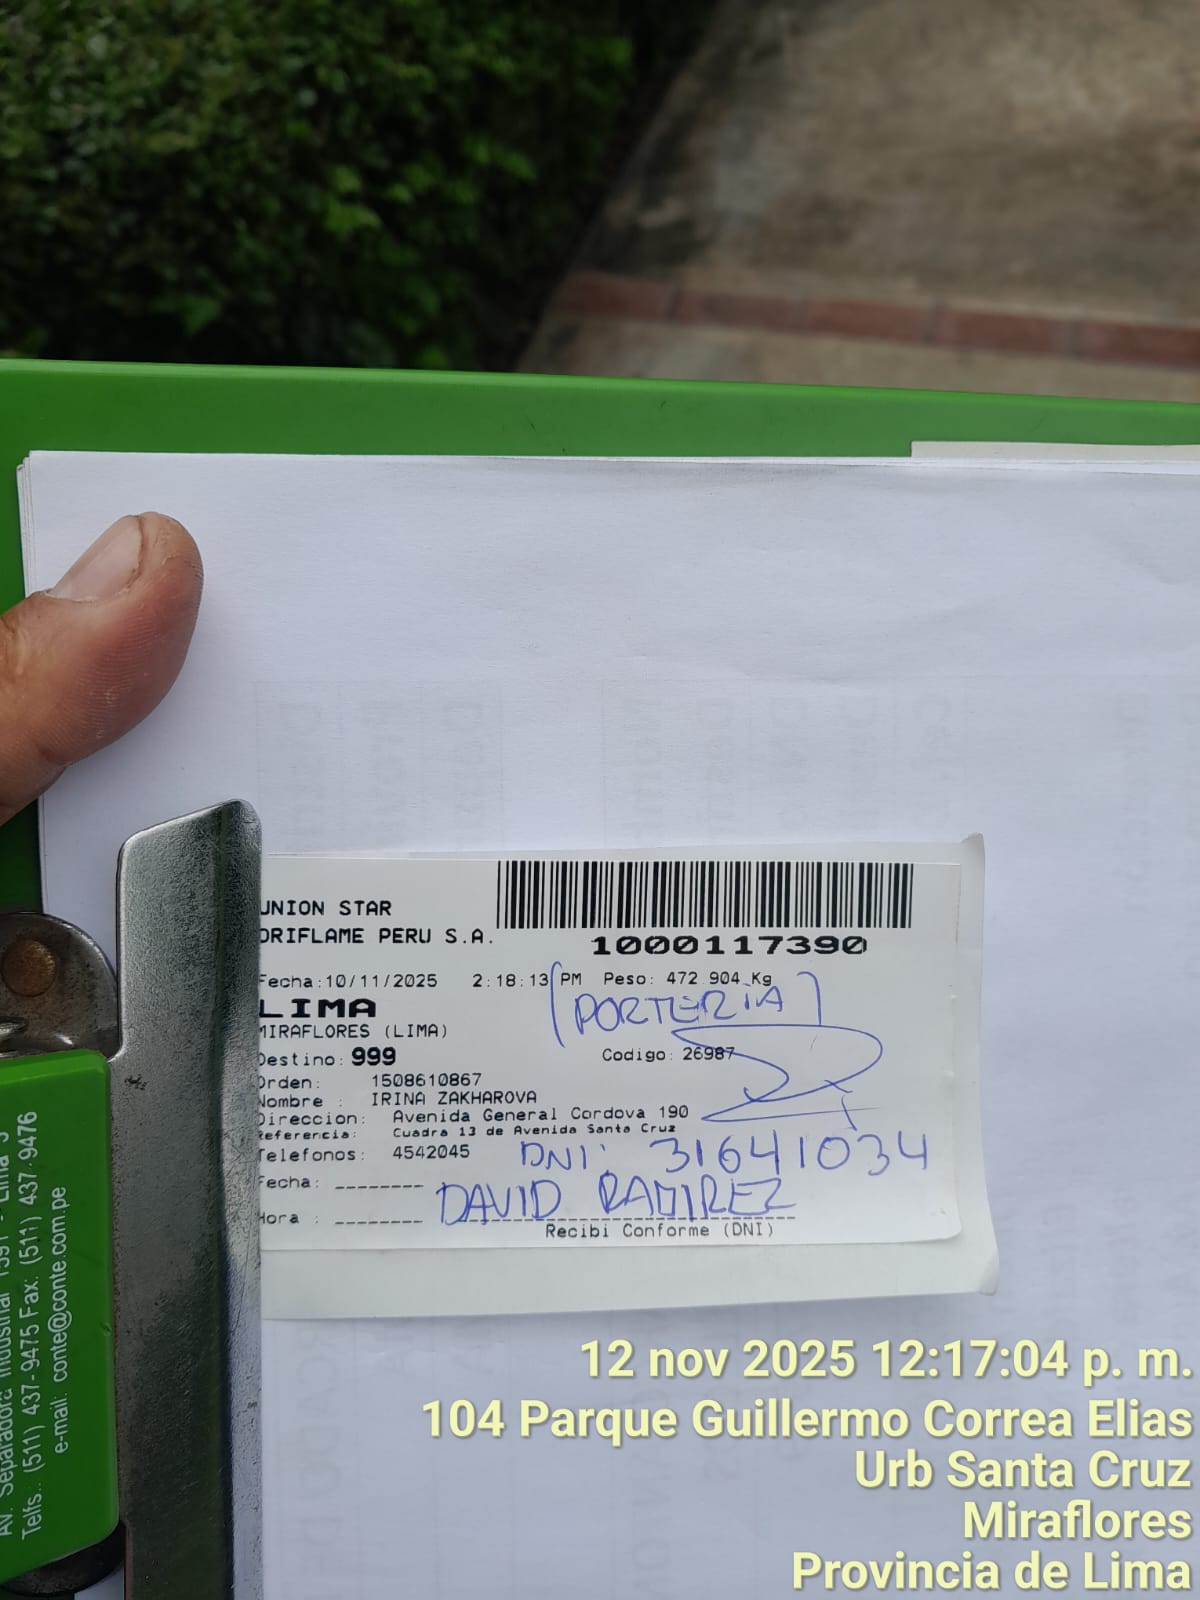 UNION STAR
ORIFLAME PERU S.A.
1000117390
Fecha:10/11/2025 2:18:13 PM Peso: 472.904 Kg
(PORTERIA)
LIMA
MIRAFLORES (LIMA)
Destino: 999 Codigo: 26987
Orden: 1508610867
Nombre : IRINA ZAKHAROVA
Direccion: Avenida General Cordova 190
Referencia: Cuadra 13 de Avenida Santa Cruz
Telefonos: 4542045
DNI: 31641034
Fecha: --------
DAVID RAMIREZ
Hora : --------
Recibi Conforme (DNI)
Av. Separadora Industrial
Telfs.: (511) 437-9475 Fax: (511) 437-9476
e-mail: conte@conte.com.pe
12 nov 2025 12:17:04 p. m.
104 Parque Guillermo Correa Elias
Urb Santa Cruz
Miraflores
Provincia de Lima